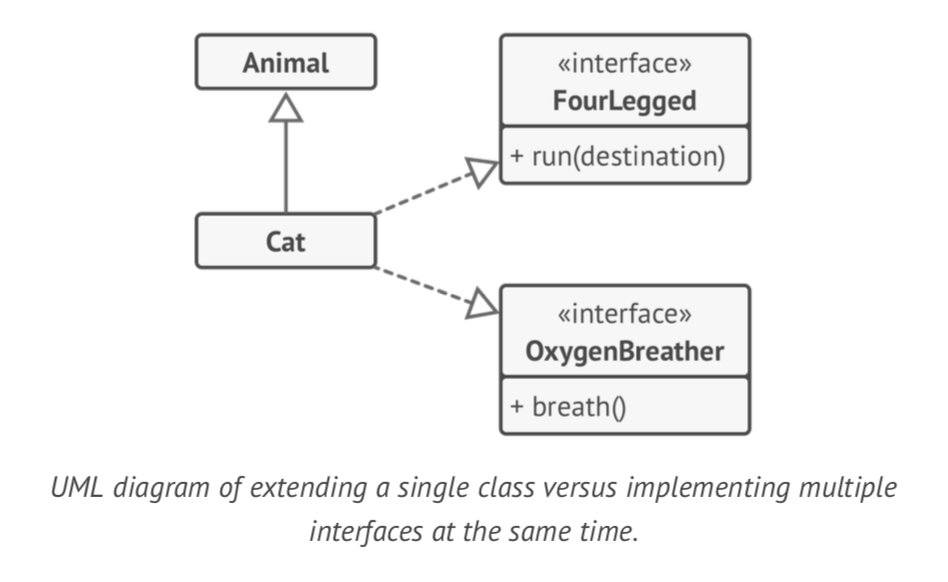 Animal
«interface»
FourLegged
+ run(destination)
Cat
«interface»
OxygenBreather
+ breath()
UML diagram of extending a single class versus implementing multiple
interfaces at the same time.